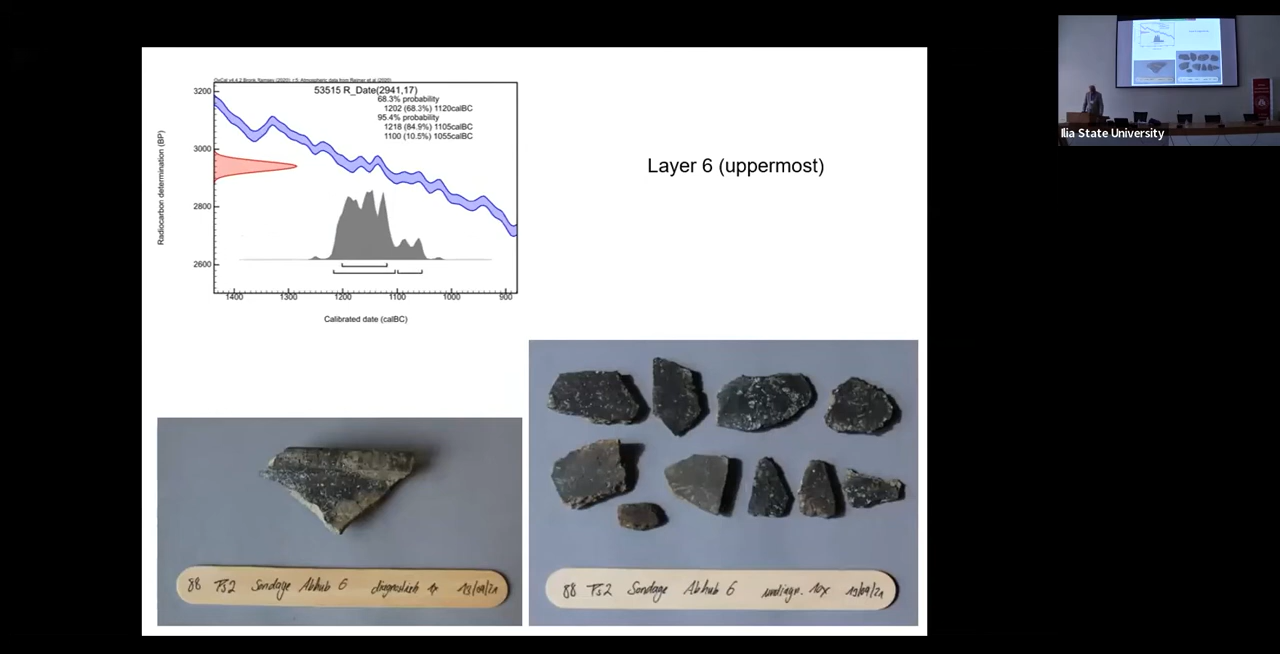 OxCal v4.4.2 Bronk Ramsey (2020); r:5 Atmospheric data from Reimer et al (2020)
53515 R_Date(2941,17)
68.3% probability
1202 (68.3%) 1120calBC
95.4% probability
1218 (84.9%) 1105calBC
1100 (10.5%) 1055calBC
Radiocarbon determination (BP)
3200
3000
2800
2600
1400 1300 1200 1100 1000 900
Calibrated date (calBC)
Layer 6 (uppermost)
Ilia State University
88 TS2 Sondage Abhub 6 diagnostisch 1x 19/09/21
88 TS2 Sondage Abhub 6 undiagn. 10x 19/09/21